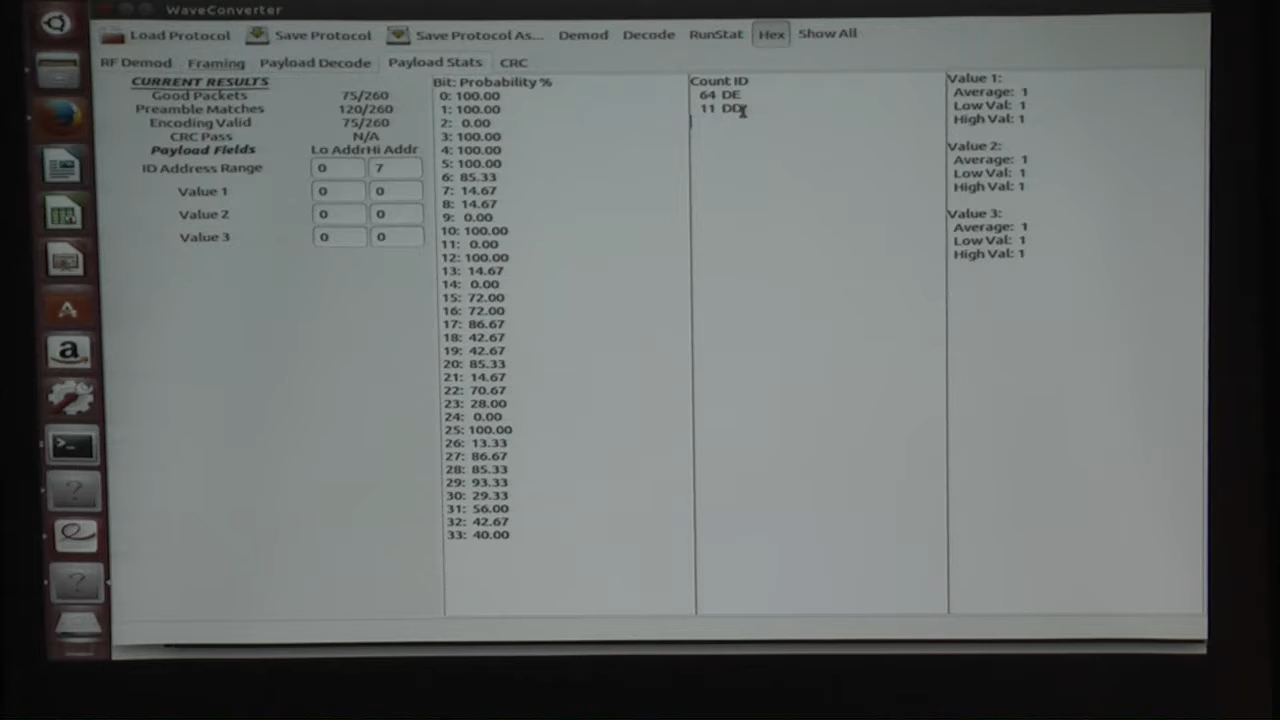 WaveConverter
Load Protocol Save Protocol Save Protocol As... Demod Decode RunStat Hex Show All
RF Demod Framing Payload Decode Payload Stats CRC
CURRENT RESULTS
Good Packets 75/260
Preamble Matches 120/260
Encoding Valid 75/260
CRC Pass N/A
Payload Fields Lo Addr Hi Addr
ID Address Range 0 7
Value 1 0 0
Value 2 0 0
Value 3 0 0
Bit: Probability %
0: 100.00
1: 100.00
2: 0.00
3: 100.00
4: 100.00
5: 100.00
6: 85.33
7: 14.67
8: 14.67
9: 0.00
10: 100.00
11: 0.00
12: 100.00
13: 14.67
14: 0.00
15: 72.00
16: 72.00
17: 86.67
18: 42.67
19: 42.67
20: 85.33
21: 14.67
22: 70.67
23: 28.00
24: 0.00
25: 100.00
26: 13.33
27: 86.67
28: 85.33
29: 93.33
30: 29.33
31: 56.00
32: 42.67
33: 40.00
Count ID
64 DE
11 DD
Value 1:
Average: 1
Low Val: 1
High Val: 1
Value 2:
Average: 1
Low Val: 1
High Val: 1
Value 3:
Average: 1
Low Val: 1
High Val: 1